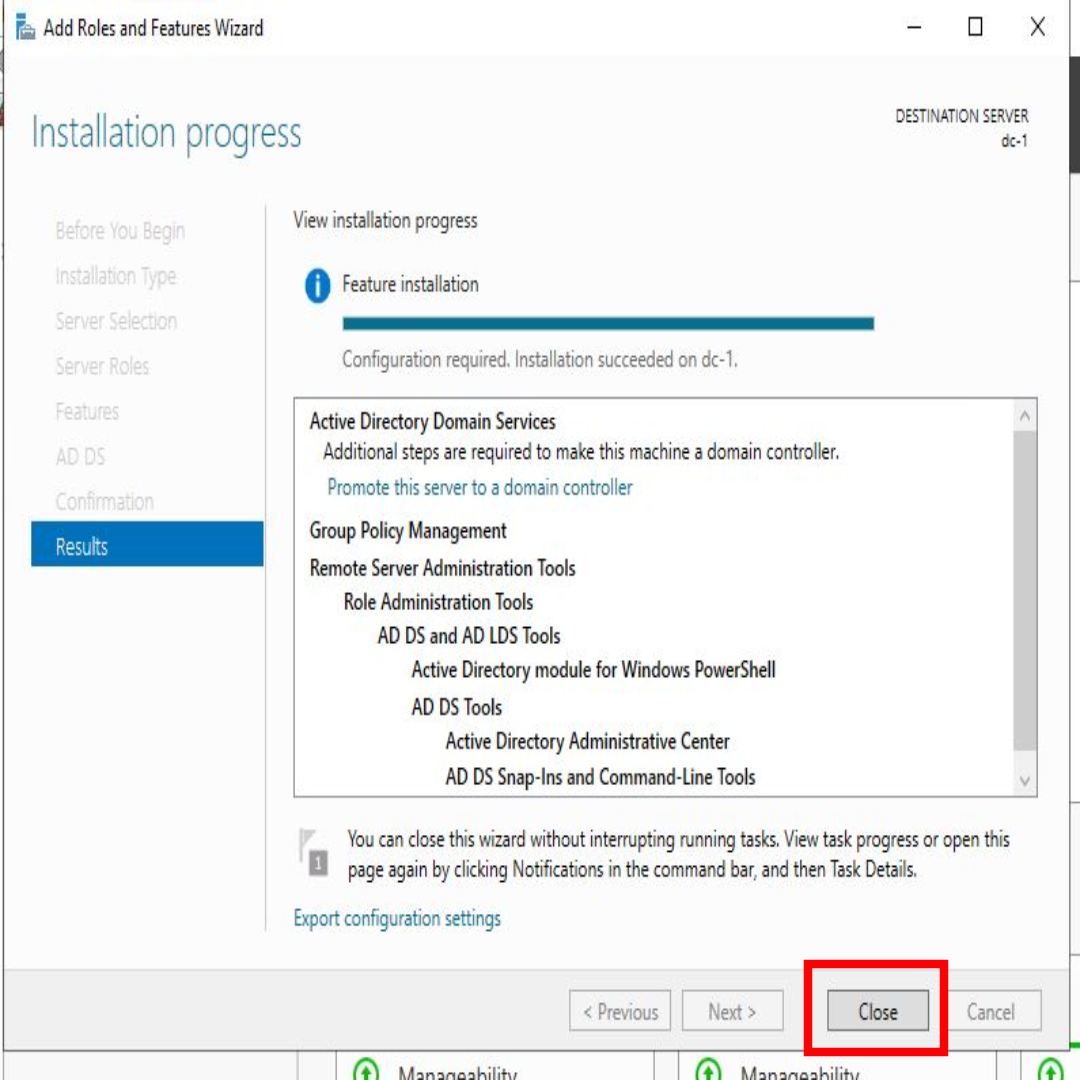 Add Roles and Features Wizard
Installation progress
DESTINATION SERVER
dc-1
Before You Begin
Installation Type
Server Selection
Server Roles
Features
AD DS
Confirmation
Results
View installation progress
Feature installation
Configuration required. Installation succeeded on dc-1.
Active Directory Domain Services
Additional steps are required to make this machine a domain controller.
Promote this server to a domain controller
Group Policy Management
Remote Server Administration Tools
Role Administration Tools
AD DS and AD LDS Tools
Active Directory module for Windows PowerShell
AD DS Tools
Active Directory Administrative Center
AD DS Snap-Ins and Command-Line Tools
1
You can close this wizard without interrupting running tasks. View task progress or open this
page again by clicking Notifications in the command bar, and then Task Details.
Export configuration settings
< Previous
Next >
Close
Cancel
Manageability
Manageability